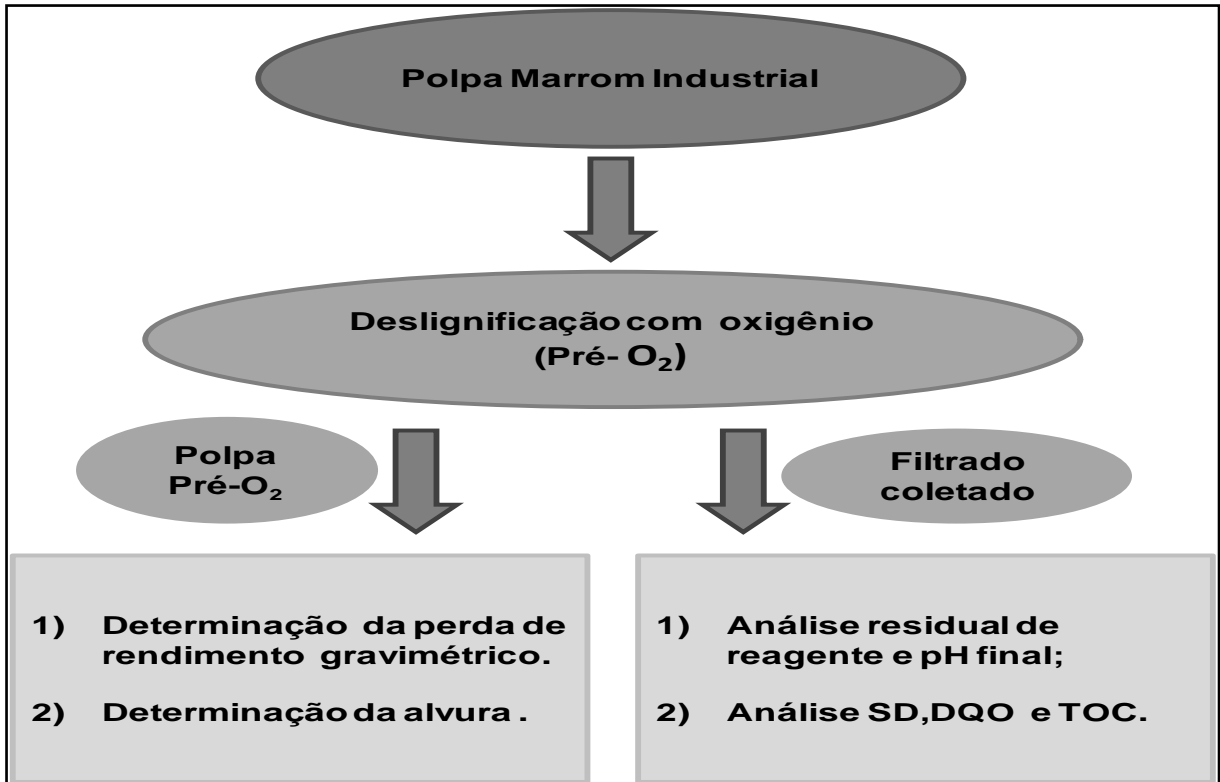 Polpa Marrom Industrial
Deslignificação com oxigênio
(Pré- O₂)
Polpa
Pré-O₂
Filtrado
coletado
1) Determinação da perda de
rendimento gravimétrico.
2) Determinação da alvura .
1) Análise residual de
reagente e pH final;
2) Análise SD,DQO e TOC.